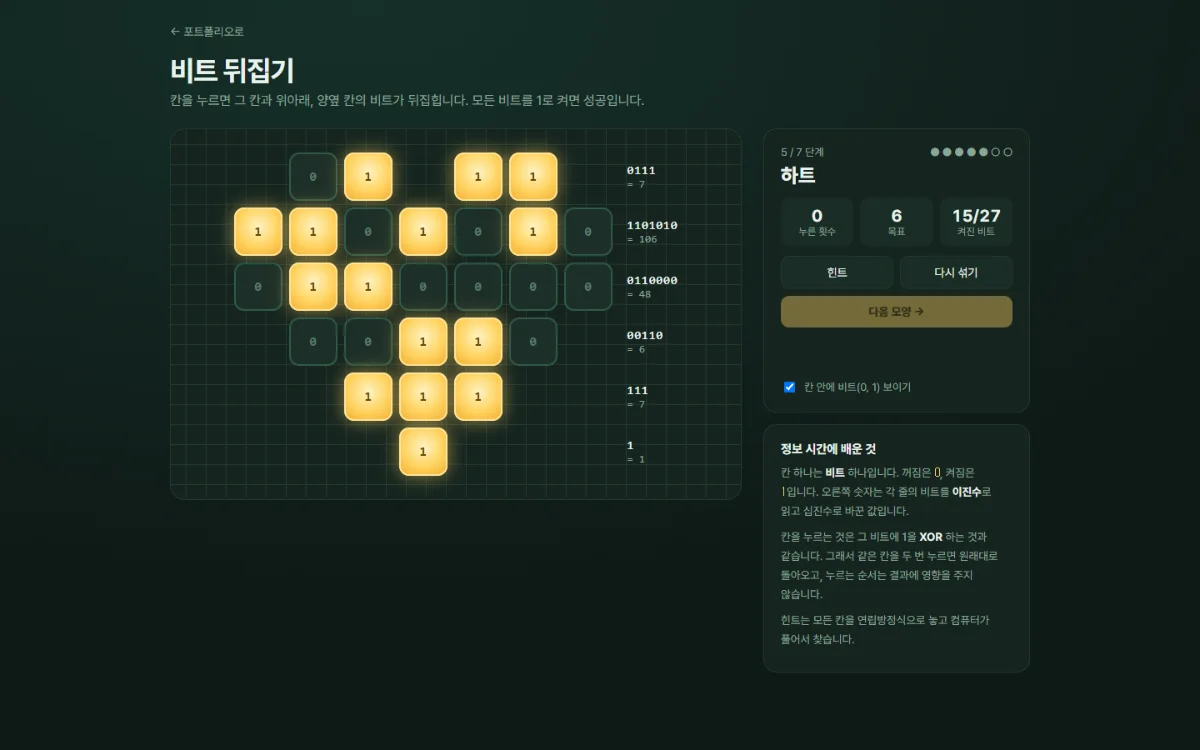 ← 포트폴리오로
비트 뒤집기
칸을 누르면 그 칸과 위아래, 양옆 칸의 비트가 뒤집힙니다. 모든 비트를 1로 켜면 성공입니다.
0 1 1 1 0111
= 7
1 1 0 1 0 1 0 1101010
= 106
0 1 1 0 0 0 0 0110000
= 48
0 0 1 1 0 00110
= 6
1 1 1 111
= 7
1 1
= 1
5 / 7 단계
하트
0 6 15/27
누른 횟수 목표 켜진 비트
힌트 다시 섞기
다음 모양 →
칸 안에 비트(0, 1) 보이기
정보 시간에 배운 것
칸 하나는 비트 하나입니다. 꺼짐은 0, 켜짐은
1입니다. 오른쪽 숫자는 각 줄의 비트를 이진수로
읽고 십진수로 바꾼 값입니다.
칸을 누르는 것은 그 비트에 1을 XOR 하는 것과
같습니다. 그래서 같은 칸을 두 번 누르면 원래대로
돌아오고, 누르는 순서는 결과에 영향을 주지
않습니다.
힌트는 모든 칸을 연립방정식으로 놓고 컴퓨터가
풀어서 찾습니다.